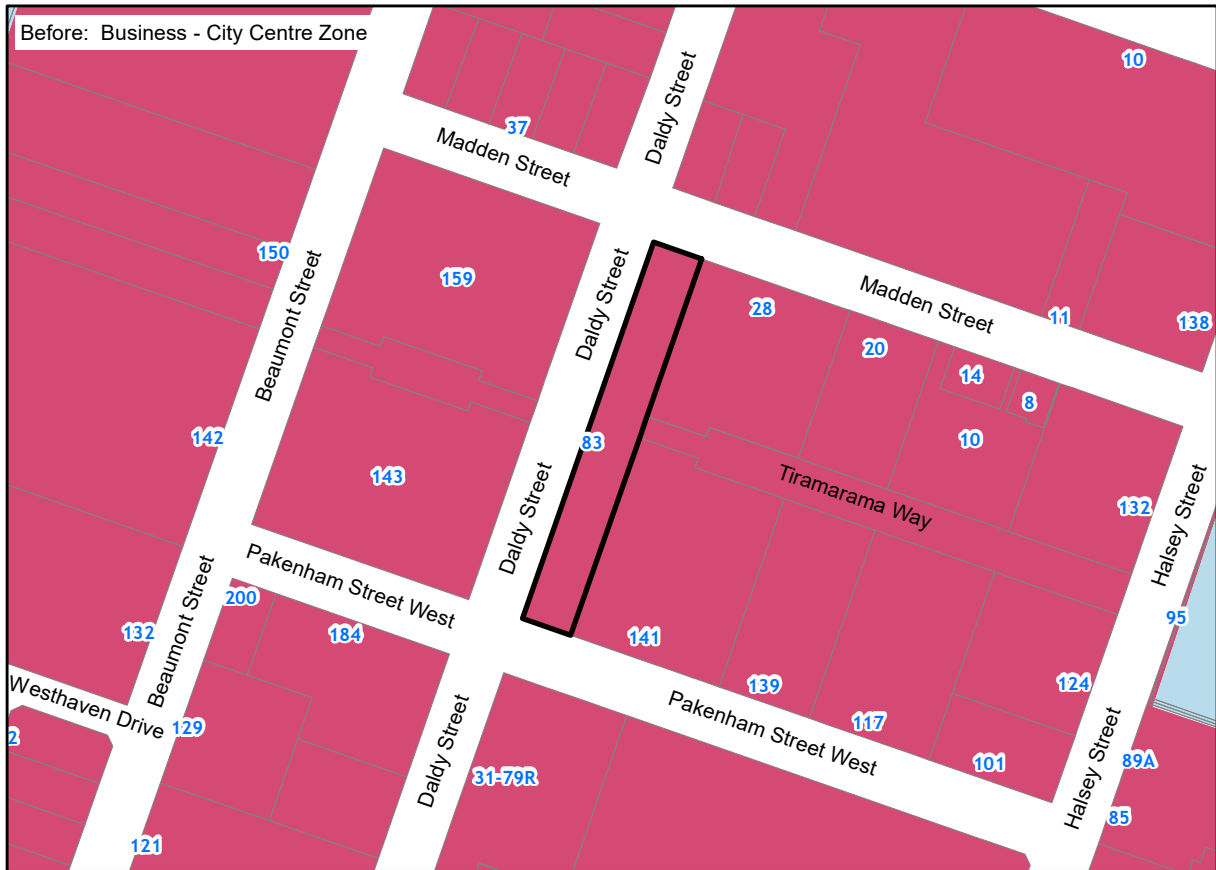 Before: Business - City Centre Zone
10
Daldy Street
37
Madden Street
150
159
Daldy Street
Beaumont Street
28
Madden Street
11
138
20
14
8
10
142
83
143
Tiramarama Way
132
Halsey Street
Daldy Street
Pakenham Street West
200
184
132
Beaumont Street
141
95
139
124
Westhaven Drive
2
129
117
Pakenham Street West
Daldy Street
31-79R
101
Halsey Street
89A
85
121